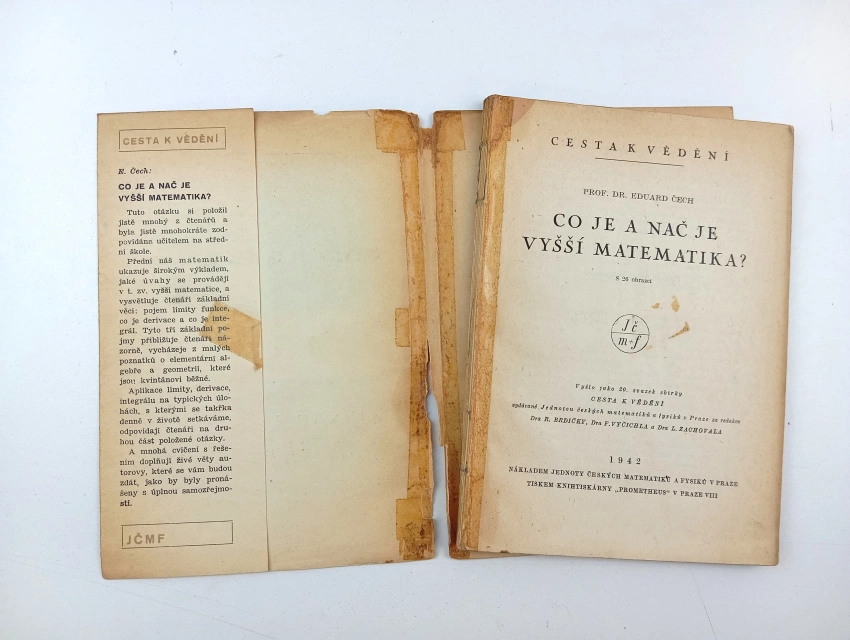 CESTA K VĚDĚNÍ
E. Čech:
CO JE A NAČ JE
VYŠŠÍ MATEMATIKA?
Tuto otázku si položil
jistě mnohý z čtenářů a
byla jistě mnohokráte zod-
povídána učitelem na střed-
ní škole.
Přední náš matematik
ukazuje širokým výkladem,
jaké úvahy se provádějí
v t. zv. vyšší matematice, a
vysvětluje čtenáři základní
věci: pojem limity funkce,
co je derivace a co je inte-
grál. Tyto tři základní po-
jmy přibližuje čtenáři ná-
zorně, vycházeje z malých
poznatků o elementární al-
gebře a geometrii, které
jsou kvintánovi běžné.
Aplikace limity, derivace,
integrálu na typických úlo-
hách, s kterými se takřka
denně v životě setkáváme,
odpovídají čtenáři na dru-
hou část položené otázky.
A mnohá cvičení s řeše-
ním doplňují živé věty au-
torovy, které se vám budou
zdát, jako by byly proná-
šeny s úplnou samozřejmo-
stí.
JČMF
CESTA K VĚDĚNÍ
PROF. DR. EDUARD ČECH
CO JE A NAČ JE
VYŠŠÍ MATEMATIKA?
S 26 obrazci
J č
m f
Vyšlo jako 20. svazek sbírky
CESTA K VĚDĚNÍ
vydávané Jednotou českých matematiků a fysiků v Praze za redakce
Dra R. BRDIČKY, Dra F. VYČICHLA a Dra L. ZACHOVALA
1942
NÁKLADEM JEDNOTY ČESKÝCH MATEMATIKŮ A FYSIKŮ V PRAZE
TISKEM KNIHTISKÁRNY „PROMETHEUS" V PRAZE VIII